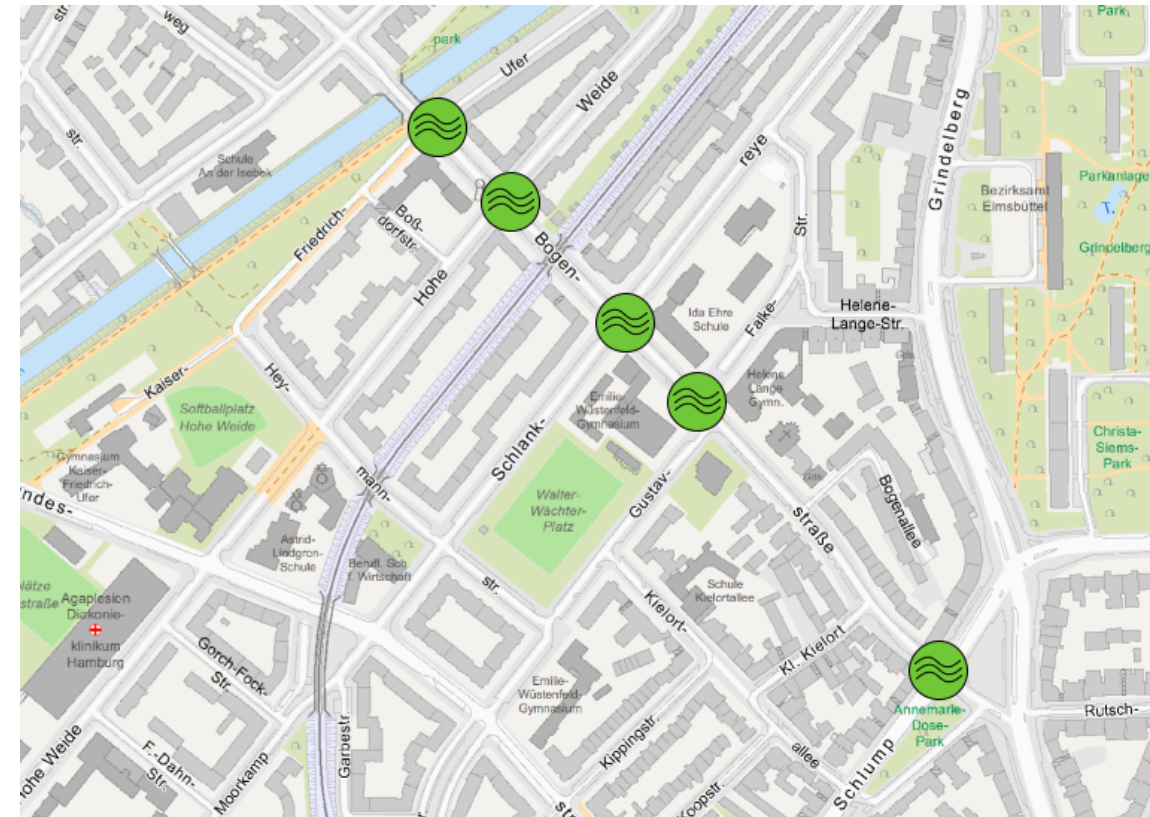 weg
park
Park
Ufer
Weide
str.
Schule
An der Isebek
reye
Grindelberg
Bezirksamt
Eimsbüttel
Parkanlage
T.
Grindelberg
Friedrich-
Boß-
dorfstr.
Hohe
Bogen-
Str.
Ida Ehre
Schule
Falke-
Helene-
Lange-Str.
Kaiser-
Hey-
Softballplatz
Hohe Weide
Helene
Lange
Gymn.
Emilie-
Wüstenfeld-
Gymnasium
Gymnasium
Kaiser-
Friedrich-
Ufer
Schlank-
Christa-
Siems-
Park
ndes-
mann-
Walter-
Wächter-
Platz
Gustav-
straße
Bogenallee
Astrid-
Lindgren-
Schule
Berufl. Sch.
f. Wirtschaft
str.
Schule
Kielortallee
Kielort-
straße
Agaplesion
Diakonie-
klinikum
Hamburg
Gorch-Fock-
Str.
Emilie-
Wüstenfeld-
Gymnasium
Kl. Kielort
Annemarie-
Dose-
Park
Rutsch-
Hohe Weide
F.-Dahn-
Str.
Moorkamp
Garbestr.
Kippingstr.
allee
Schlump
Koopstr.
str.